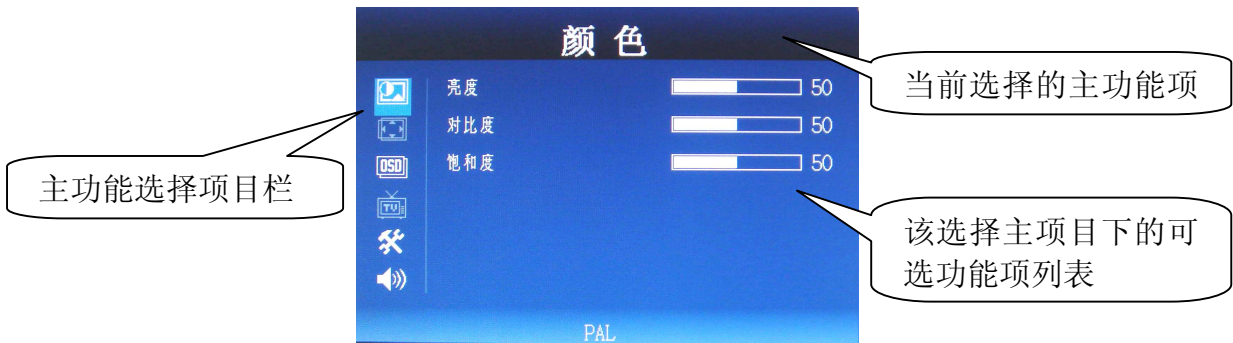 颜色
当前选择的主功能项
亮度 50
对比度 50
饱和度 50
OSD
主功能选择项目栏
TV
该选择主项目下的可
选功能项列表
PAL